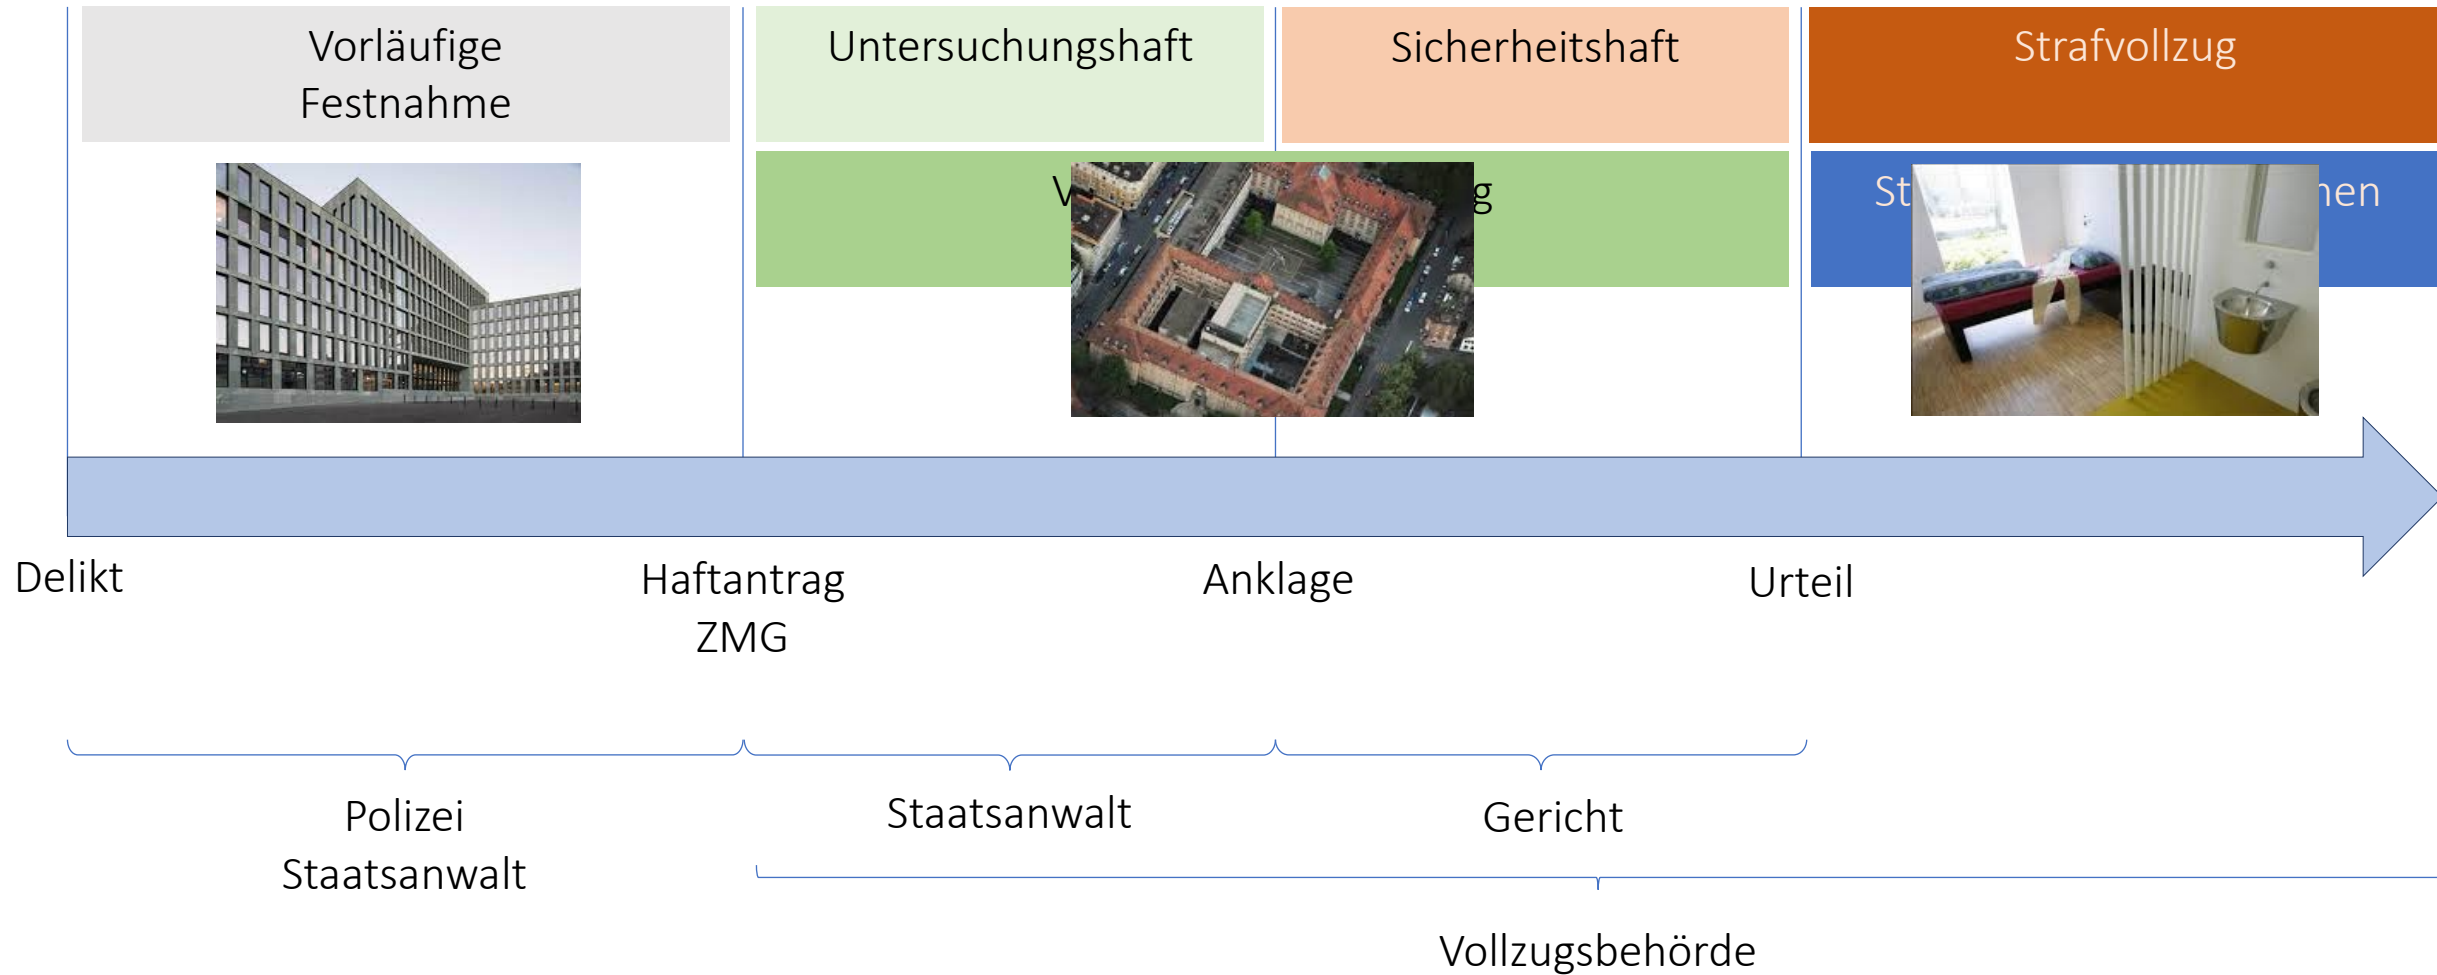 Vorläufige
Festnahme
Untersuchungshaft
Sicherheitshaft
Strafvollzug
Delikt
Haftantrag
ZMG
Anklage
Urteil
Polizei
Staatsanwalt
Staatsanwalt
Gericht
Vollzugsbehörde